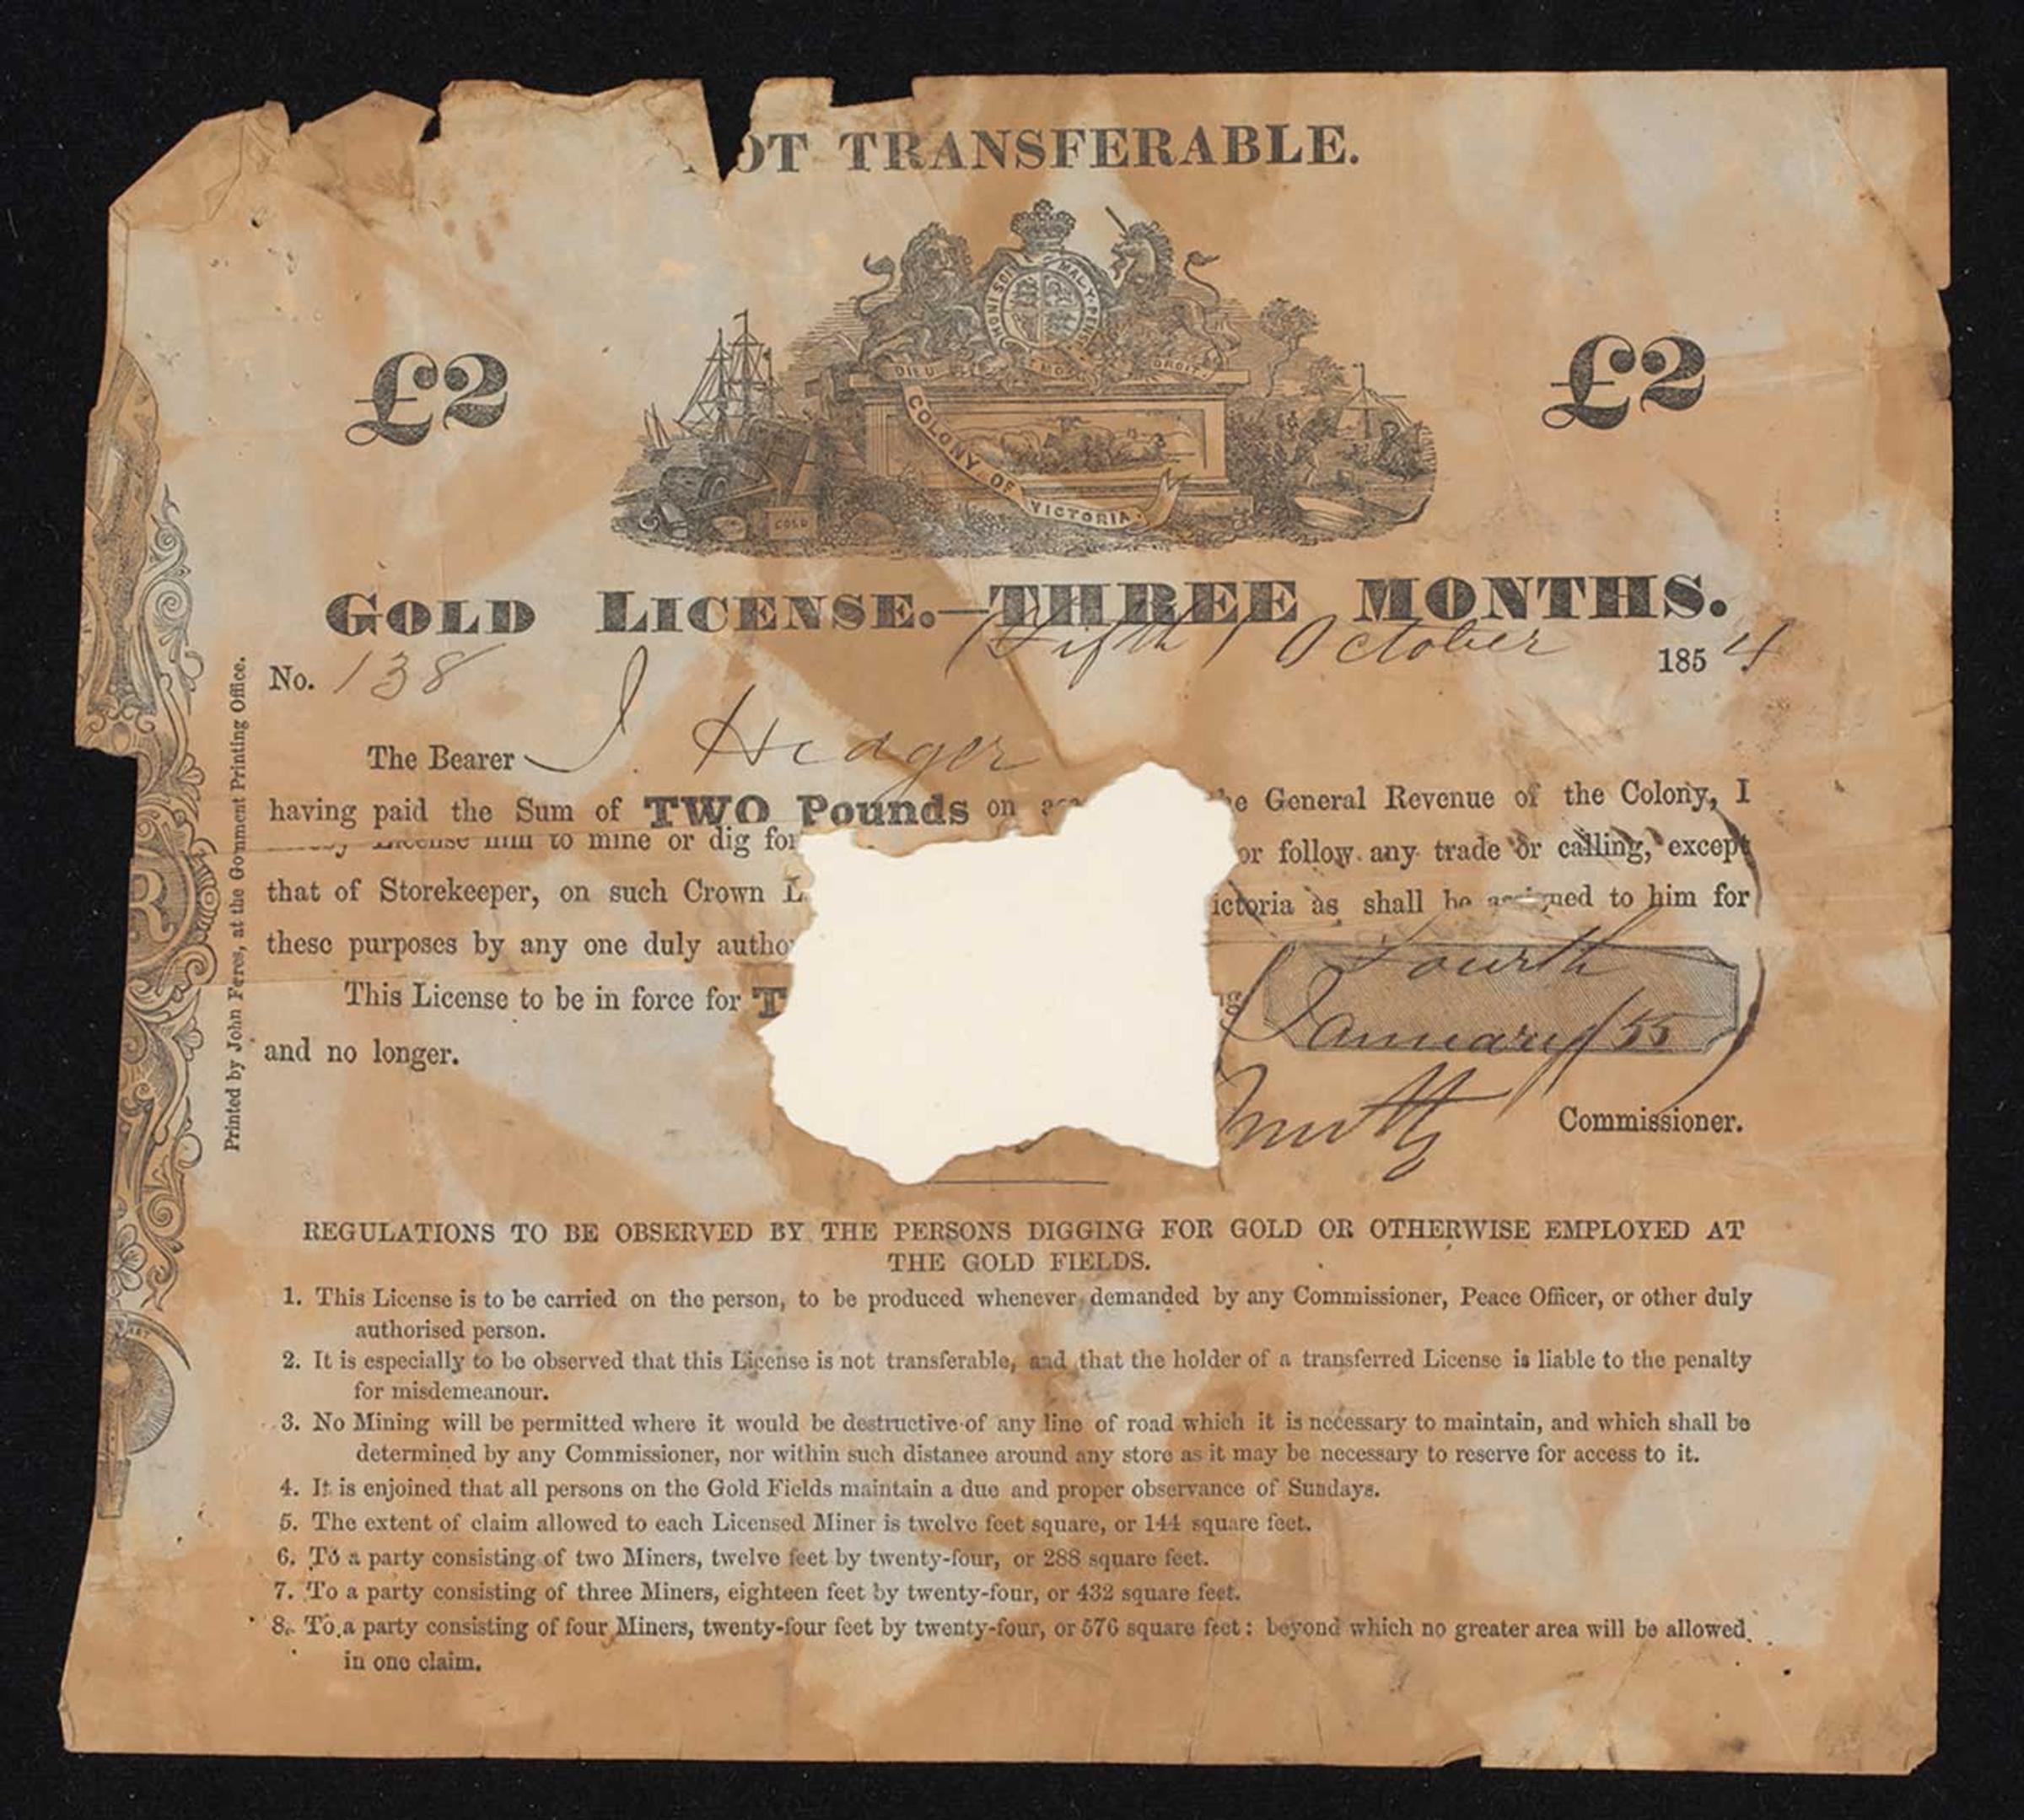 OT TRANSFERABLE.
HONI SOIT MAL Y PENSE
DIEU MON DROIT
£2 £2
COLONY OF VICTORIA.
GOLD
GOLD LICENSE.—THREE MONTHS.
Fifth October 1854
No. 138
The Bearer J. Hedger
having paid the Sum of TWO Pounds on General Revenue of the Colony, I
License him to mine or dig for or follow any trade or calling, except
that of Storekeeper, on such Crown ictoria as shall be to him for
these purposes by any one duly autho
This License to be in force for T Fourth
January /55
and no longer.
Commissioner.
Printed by John Feres, at the Go ment Printing Office.
REGULATIONS TO BE OBSERVED BY THE PERSONS DIGGING FOR GOLD OR OTHERWISE EMPLOYED AT
THE GOLD FIELDS.
1. This License is to be carried on the person, to be produced whenever demanded by any Commissioner, Peace Officer, or other duly
authorised person.
2. It is especially to be observed that this License is not transferable, and that the holder of a transferred License is liable to the penalty
for misdemeanour.
3. No Mining will be permitted where it would be destructive of any line of road which it is necessary to maintain, and which shall be
determined by any Commissioner, nor within such distance around any store as it may be necessary to reserve for access to it.
4. It is enjoined that all persons on the Gold Fields maintain a due and proper observance of Sundays.
5. The extent of claim allowed to each Licensed Miner is twelve feet square, or 144 square feet.
6. To a party consisting of two Miners, twelve feet by twenty-four, or 288 square feet.
7. To a party consisting of three Miners, eighteen feet by twenty-four, or 432 square feet.
8. To a party consisting of four Miners, twenty-four feet by twenty-four, or 576 square feet: beyond which no greater area will be allowed
in one claim.